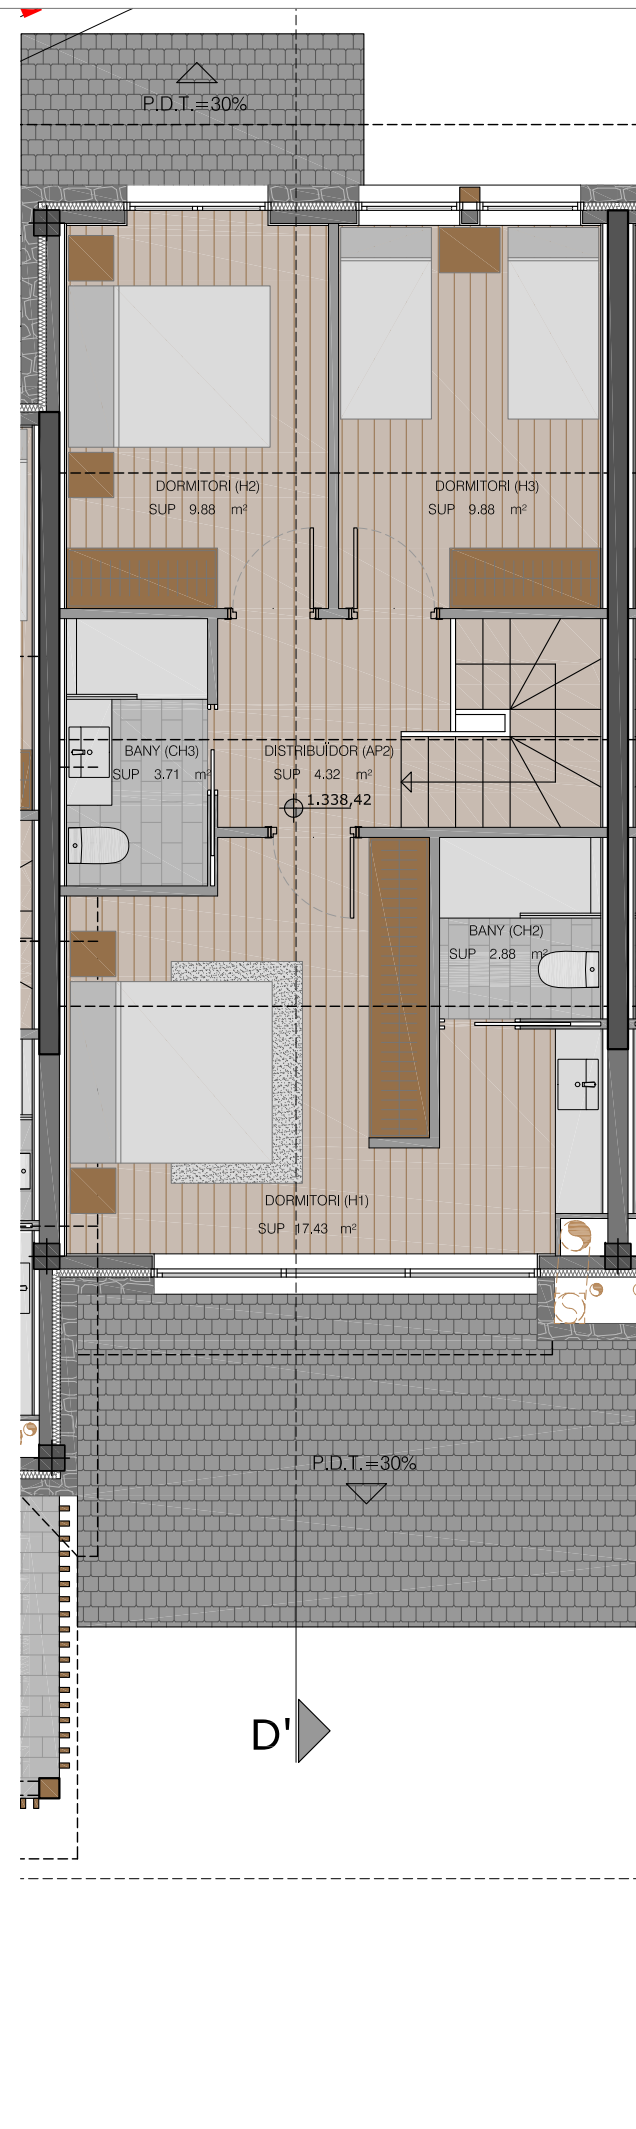 P.D.T.=30%
DORMITORI (H2)
SUP 9.88 m²
DORMITORI (H3)
SUP 9.88 m²
BANY (CH3)
SUP 3.71 m²
DISTRIBUÏDOR (AP2)
SUP 4.32 m²
1.338,42
BANY (CH2)
SUP 2.88 m²
DORMITORI (H1)
SUP 17.43 m²
P.D.T.=30%
D'